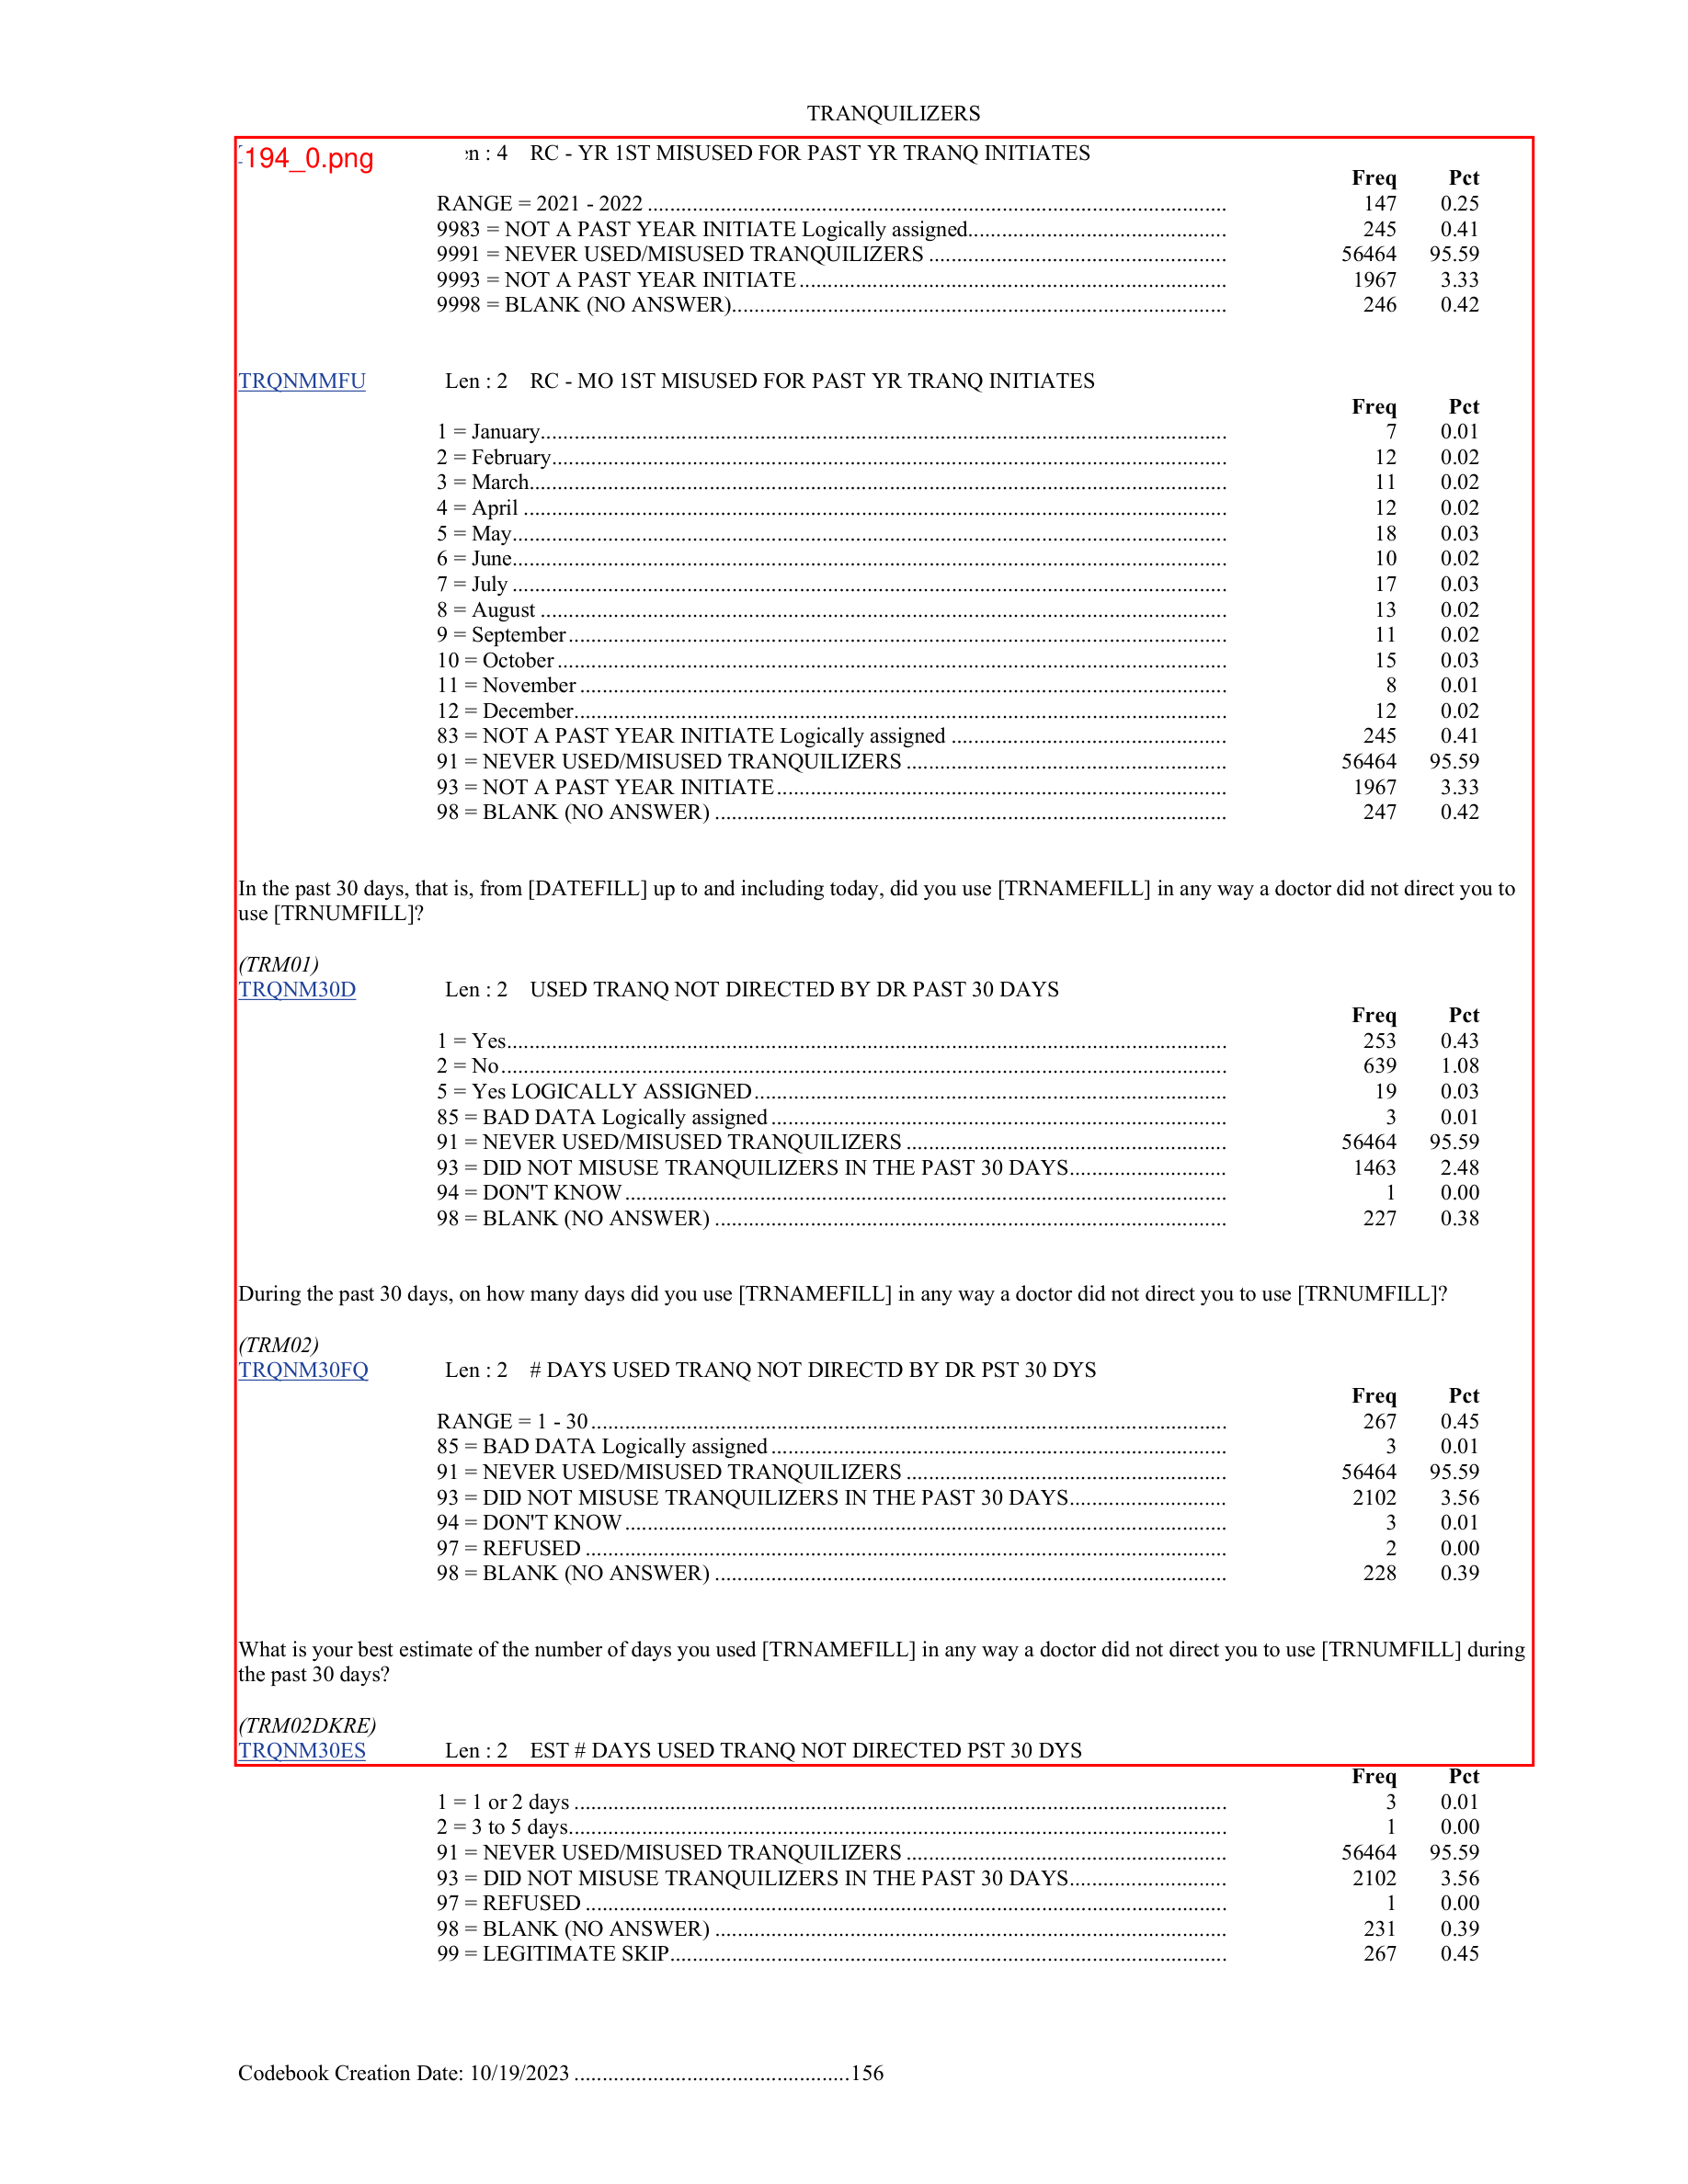 TRANQUILIZERS
194_0.png
n : 4 RC - YR 1ST MISUSED FOR PAST YR TRANQ INITIATES
Freq Pct
RANGE = 2021 - 2022 147 0.25
9983 = NOT A PAST YEAR INITIATE Logically assigned 245 0.41
9991 = NEVER USED/MISUSED TRANQUILIZERS 56464 95.59
9993 = NOT A PAST YEAR INITIATE 1967 3.33
9998 = BLANK (NO ANSWER) 246 0.42
TRQNMMFU Len : 2 RC - MO 1ST MISUSED FOR PAST YR TRANQ INITIATES
Freq Pct
1 = January 7 0.01
2 = February 12 0.02
3 = March 11 0.02
4 = April 12 0.02
5 = May 18 0.03
6 = June 10 0.02
7 = July 17 0.03
8 = August 13 0.02
9 = September 11 0.02
10 = October 15 0.03
11 = November 8 0.01
12 = December 12 0.02
83 = NOT A PAST YEAR INITIATE Logically assigned 245 0.41
91 = NEVER USED/MISUSED TRANQUILIZERS 56464 95.59
93 = NOT A PAST YEAR INITIATE 1967 3.33
98 = BLANK (NO ANSWER) 247 0.42
In the past 30 days, that is, from [DATEFILL] up to and including today, did you use [TRNAMEFILL] in any way a doctor did not direct you to
use [TRNUMFILL]?
(TRM01)
TRQNM30D Len : 2 USED TRANQ NOT DIRECTED BY DR PAST 30 DAYS
Freq Pct
1 = Yes 253 0.43
2 = No 639 1.08
5 = Yes LOGICALLY ASSIGNED 19 0.03
85 = BAD DATA Logically assigned 3 0.01
91 = NEVER USED/MISUSED TRANQUILIZERS 56464 95.59
93 = DID NOT MISUSE TRANQUILIZERS IN THE PAST 30 DAYS 1463 2.48
94 = DON'T KNOW 1 0.00
98 = BLANK (NO ANSWER) 227 0.38
During the past 30 days, on how many days did you use [TRNAMEFILL] in any way a doctor did not direct you to use [TRNUMFILL]?
(TRM02)
TRQNM30FQ Len : 2 # DAYS USED TRANQ NOT DIRECTD BY DR PST 30 DYS
Freq Pct
RANGE = 1 - 30 267 0.45
85 = BAD DATA Logically assigned 3 0.01
91 = NEVER USED/MISUSED TRANQUILIZERS 56464 95.59
93 = DID NOT MISUSE TRANQUILIZERS IN THE PAST 30 DAYS 2102 3.56
94 = DON'T KNOW 3 0.01
97 = REFUSED 2 0.00
98 = BLANK (NO ANSWER) 228 0.39
What is your best estimate of the number of days you used [TRNAMEFILL] in any way a doctor did not direct you to use [TRNUMFILL] during
the past 30 days?
(TRM02DKRE)
TRQNM30ES Len : 2 EST # DAYS USED TRANQ NOT DIRECTED PST 30 DYS
Freq Pct
1 = 1 or 2 days 3 0.01
2 = 3 to 5 days 1 0.00
91 = NEVER USED/MISUSED TRANQUILIZERS 56464 95.59
93 = DID NOT MISUSE TRANQUILIZERS IN THE PAST 30 DAYS 2102 3.56
97 = REFUSED 1 0.00
98 = BLANK (NO ANSWER) 231 0.39
99 = LEGITIMATE SKIP 267 0.45
Codebook Creation Date: 10/19/2023 156